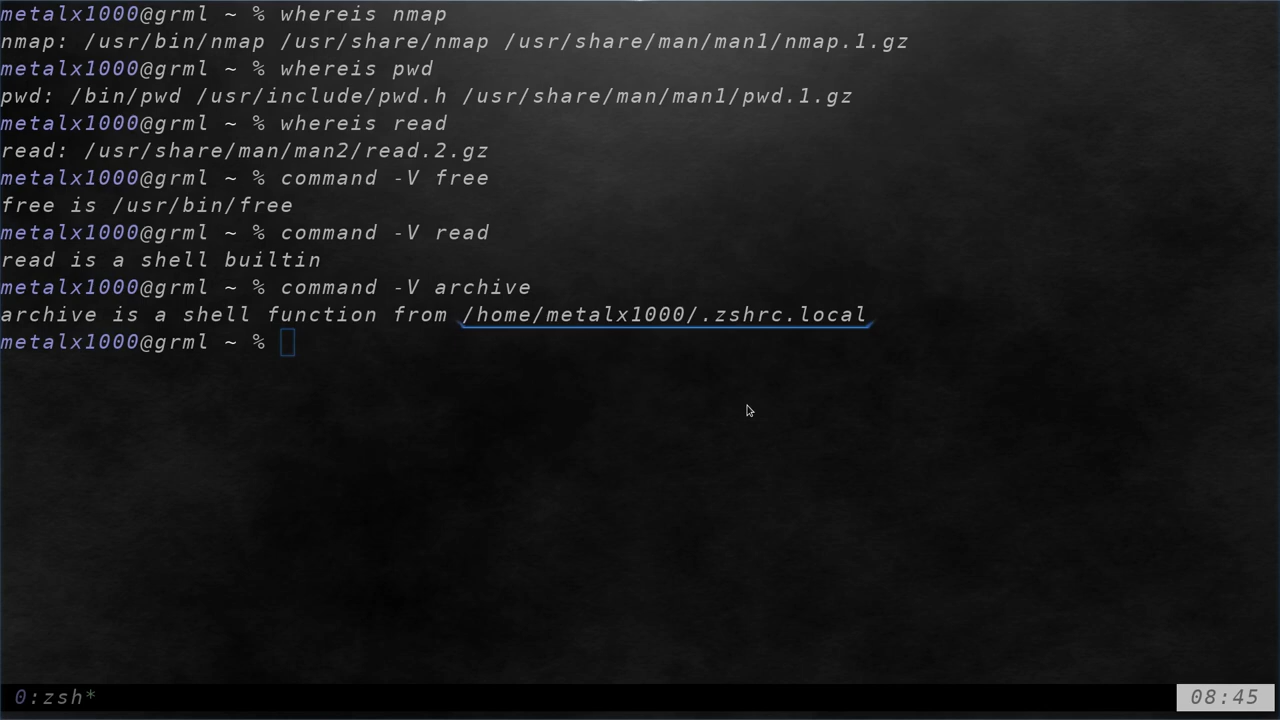 metalx1000@grml ~ % whereis nmap
nmap: /usr/bin/nmap /usr/share/nmap /usr/share/man/man1/nmap.1.gz
metalx1000@grml ~ % whereis pwd
pwd: /bin/pwd /usr/include/pwd.h /usr/share/man/man1/pwd.1.gz
metalx1000@grml ~ % whereis read
read: /usr/share/man/man2/read.2.gz
metalx1000@grml ~ % command -V free
free is /usr/bin/free
metalx1000@grml ~ % command -V read
read is a shell builtin
metalx1000@grml ~ % command -V archive
archive is a shell function from /home/metalx1000/.zshrc.local
metalx1000@grml ~ %
0:zsh* 08:45